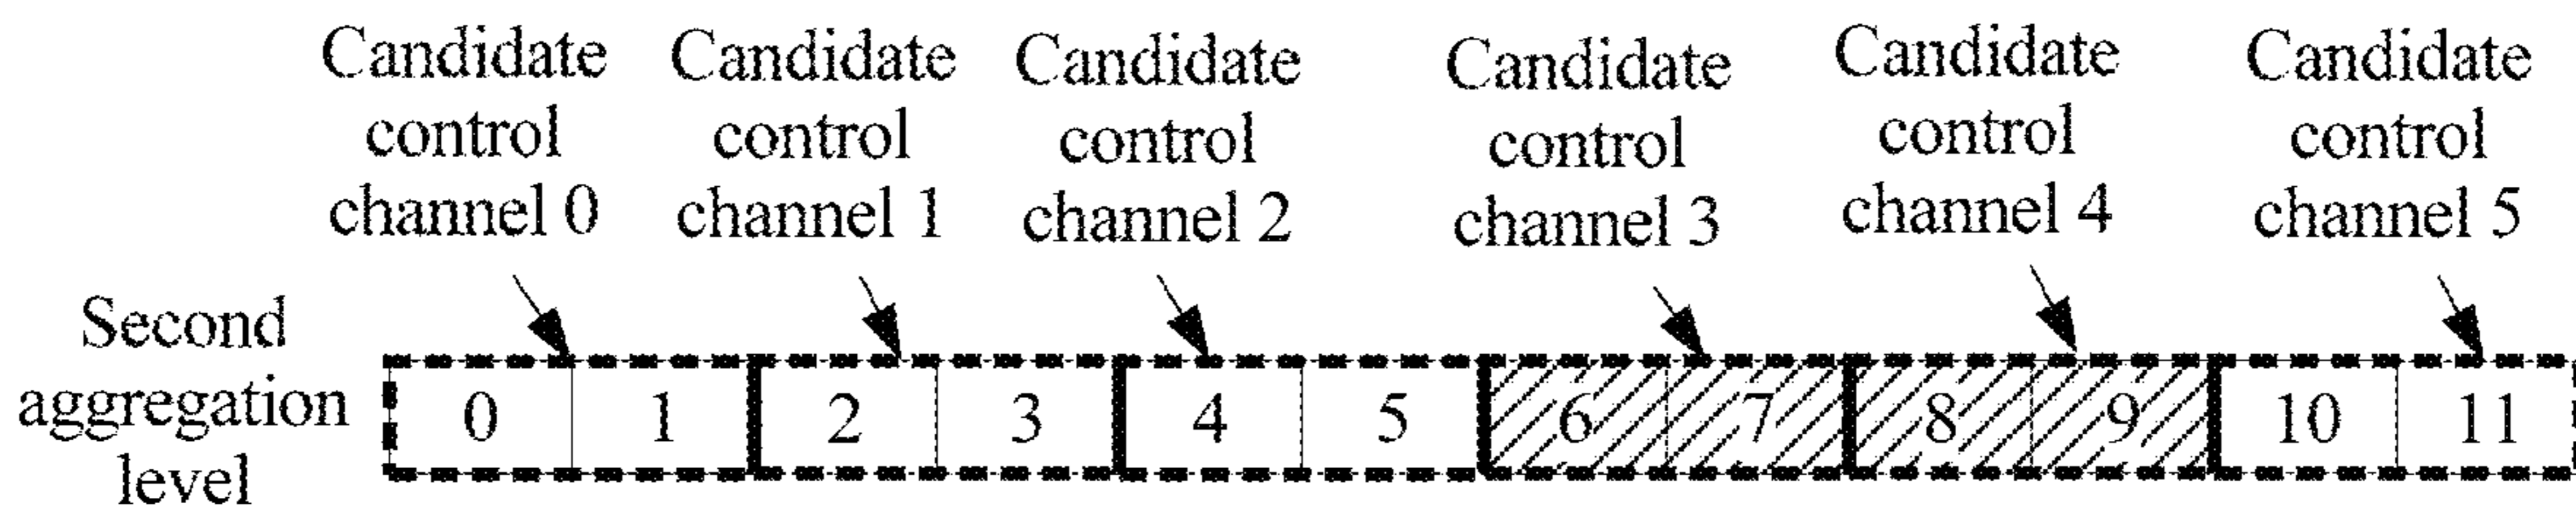 Candidate control channel 0
Candidate control channel 1
Candidate control channel 2
Candidate control channel 3
Candidate control channel 4
Candidate control channel 5
Second
aggregation
level
0 1 2 3 4 5 6 7 8 9 10 11